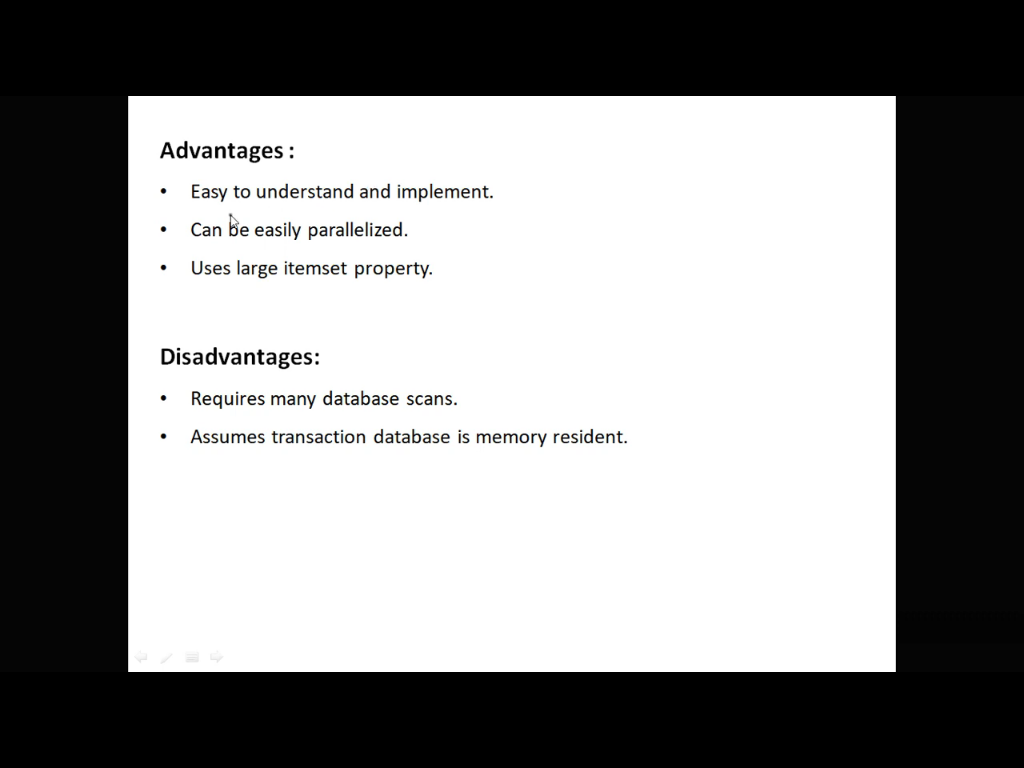 Advantages :
• Easy to understand and implement.
• Can be easily parallelized.
• Uses large itemset property.
Disadvantages:
• Requires many database scans.
• Assumes transaction database is memory resident.